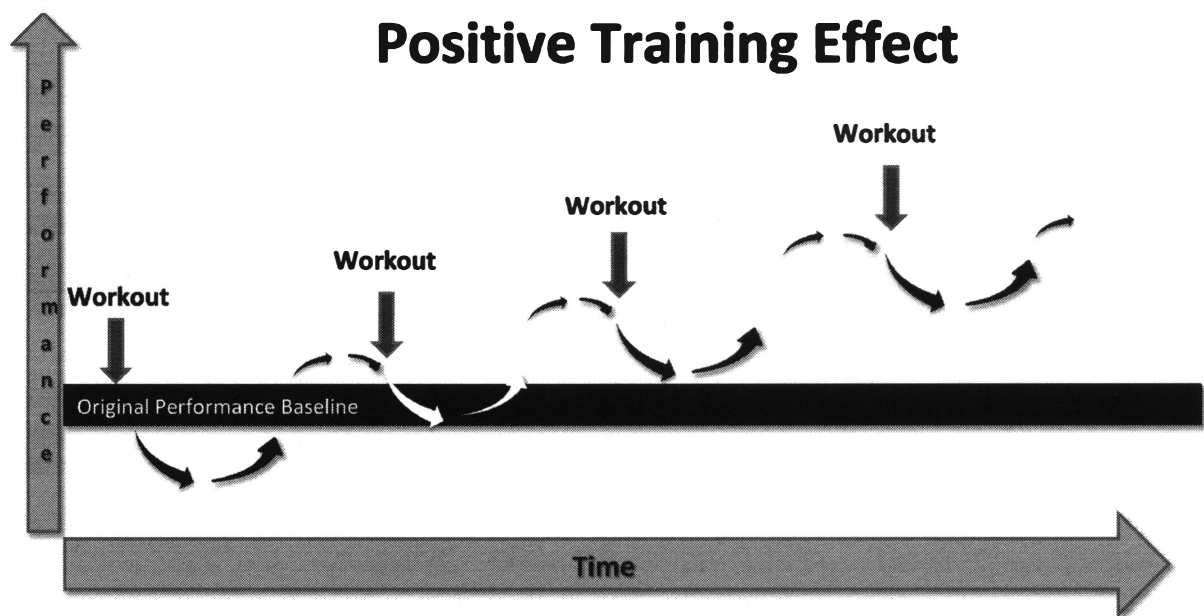 Positive Training Effect
Performance
Workout
Workout
Workout
Workout
Original Performance Baseline
Time